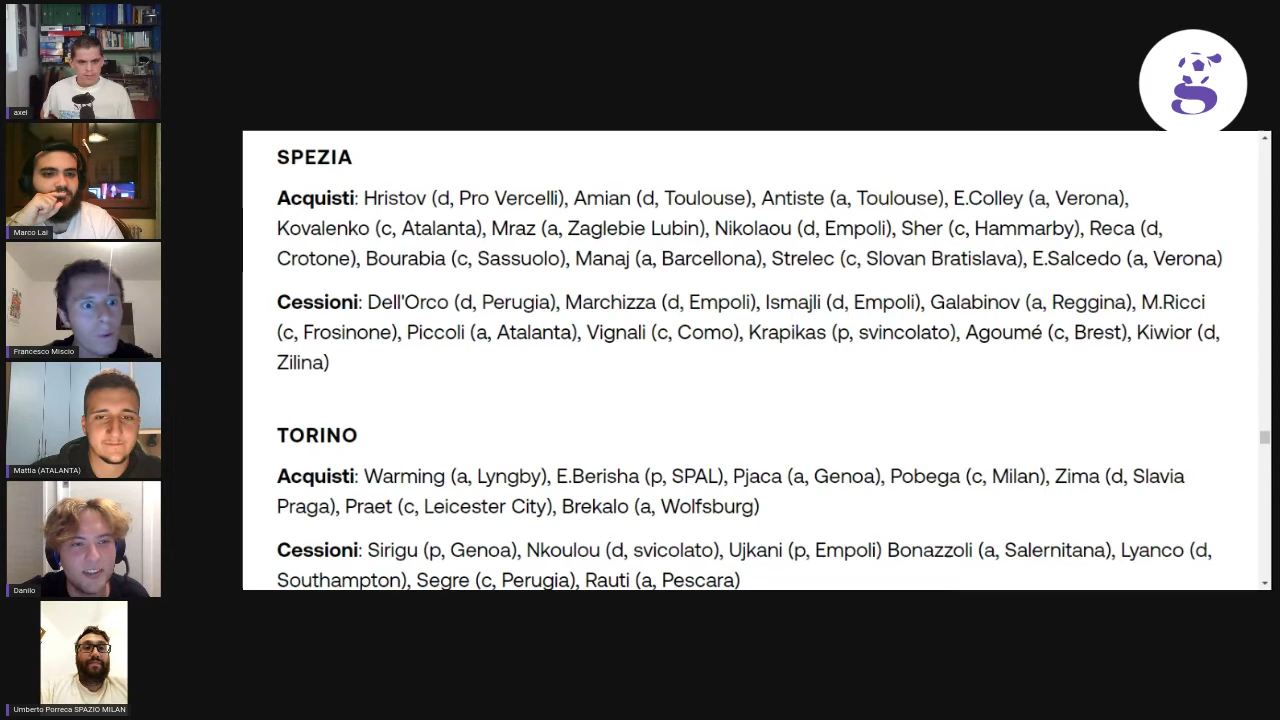 axel
Marco Lai
Francesco Miscio
Mattia (ATALANTA)
Danilo
Umberto Porreca SPAZIO MILAN
g
SPEZIA
Acquisti: Hristov (d, Pro Vercelli), Amian (d, Toulouse), Antiste (a, Toulouse), E.Colley (a, Verona),
Kovalenko (c, Atalanta), Mraz (a, Zaglebie Lubin), Nikolaou (d, Empoli), Sher (c, Hammarby), Reca (d,
Crotone), Bourabia (c, Sassuolo), Manaj (a, Barcellona), Strelec (c, Slovan Bratislava), E.Salcedo (a, Verona)
Cessioni: Dell'Orco (d, Perugia), Marchizza (d, Empoli), Ismajli (d, Empoli), Galabinov (a, Reggina), M.Ricci
(c, Frosinone), Piccoli (a, Atalanta), Vignali (c, Como), Krapikas (p, svincolato), Agoumé (c, Brest), Kiwior (d,
Zilina)
TORINO
Acquisti: Warming (a, Lyngby), E.Berisha (p, SPAL), Pjaca (a, Genoa), Pobega (c, Milan), Zima (d, Slavia
Praga), Praet (c, Leicester City), Brekalo (a, Wolfsburg)
Cessioni: Sirigu (p, Genoa), Nkoulou (d, svicolato), Ujkani (p, Empoli) Bonazzoli (a, Salernitana), Lyanco (d,
Southampton), Segre (c, Perugia), Rauti (a, Pescara)